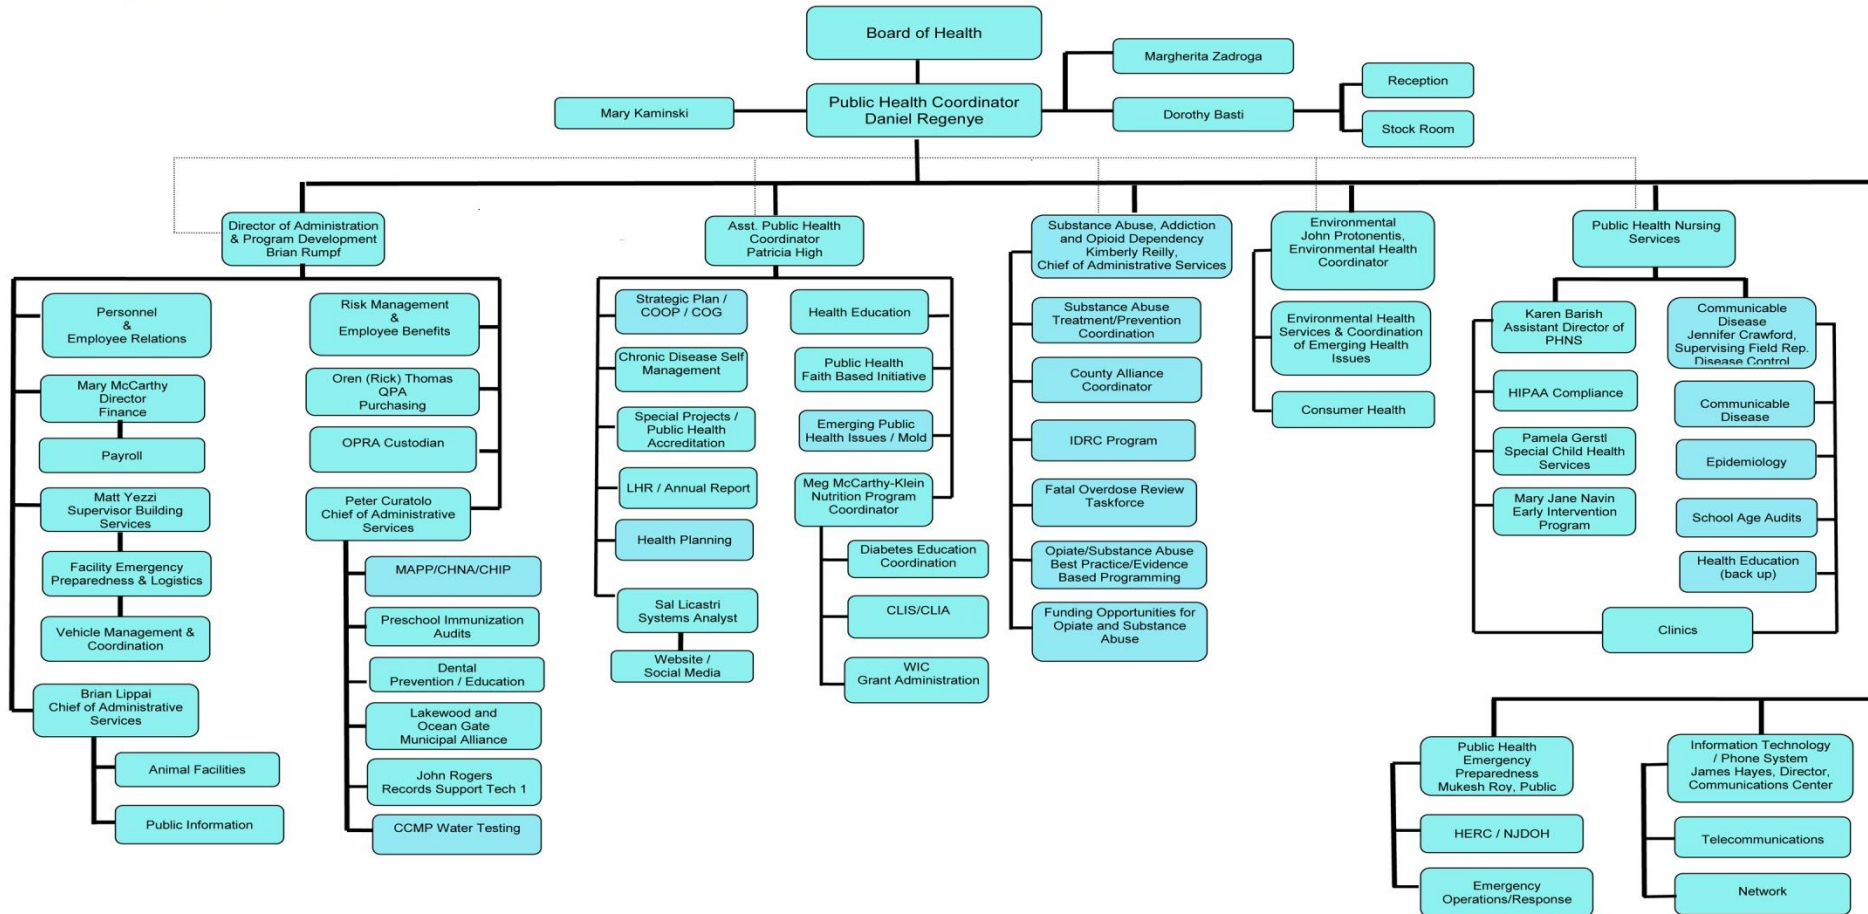 Board of Health
Margherita Zadroga
Reception
Mary Kaminski
Public Health Coordinator
Daniel Regenye
Dorothy Basti
Stock Room
Director of Administration
& Program Development
Brian Rumpf
Asst. Public Health
Coordinator
Patricia High
Substance Abuse, Addiction
and Opioid Dependency
Kimberly Reilly,
Chief of Administrative Services
Environmental
John Protonentis,
Environmental Health
Coordinator
Public Health Nursing
Services
Personnel
&
Employee Relations
Mary McCarthy
Director
Finance
Payroll
Matt Yezzi
Supervisor Building
Services
Facility Emergency
Preparedness & Logistics
Vehicle Management &
Coordination
Brian Lippai
Chief of Administrative
Services
Animal Facilities
Public Information
Risk Management
&
Employee Benefits
Oren (Rick) Thomas
QPA
Purchasing
OPRA Custodian
Peter Curatolo
Chief of Administrative
Services
MAPP/CHNA/CHIP
Preschool Immunization
Audits
Dental
Prevention / Education
Lakewood and
Ocean Gate
Municipal Alliance
John Rogers
Records Support Tech 1
CCMP Water Testing
Strategic Plan /
COOP / COG
Chronic Disease Self
Management
Special Projects /
Public Health
Accreditation
LHR / Annual Report
Health Planning
Sal Licastri
Systems Analyst
Website /
Social Media
Health Education
Public Health
Faith Based Initiative
Emerging Public
Health Issues / Mold
Meg McCarthy-Klein
Nutrition Program
Coordinator
Diabetes Education
Coordination
CLIS/CLIA
WIC
Grant Administration
Substance Abuse
Treatment/Prevention
Coordination
County Alliance
Coordinator
IDRC Program
Fatal Overdose Review
Taskforce
Opiate/Substance Abuse
Best Practice/Evidence
Based Programming
Funding Opportunities for
Opiate and Substance
Abuse
Environmental Health
Services & Coordination
of Emerging Health
Issues
Consumer Health
Karen Barish
Assistant Director of
PHNS
HIPAA Compliance
Pamela Gerstl
Special Child Health
Services
Mary Jane Navin
Early Intervention
Program
Communicable
Disease
Jennifer Crawford,
Supervising Field Rep.
Disease Control
Communicable
Disease
Epidemiology
School Age Audits
Health Education
(back up)
Clinics
Public Health
Emergency
Preparedness
Mukesh Roy, Public
HERC / NJDOH
Emergency
Operations/Response
Information Technology
/ Phone System
James Hayes, Director,
Communications Center
Telecommunications
Network